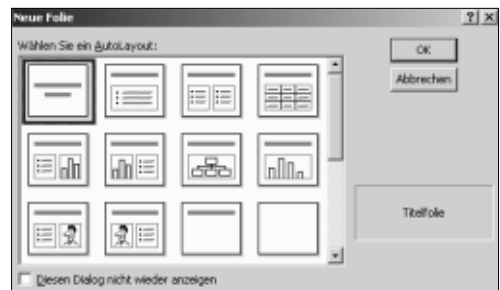 Neue Folie
Wählen Sie ein AutoLayout:
OK
Abbrechen
Titelfolie
Diesen Dialog nicht wieder anzeigen